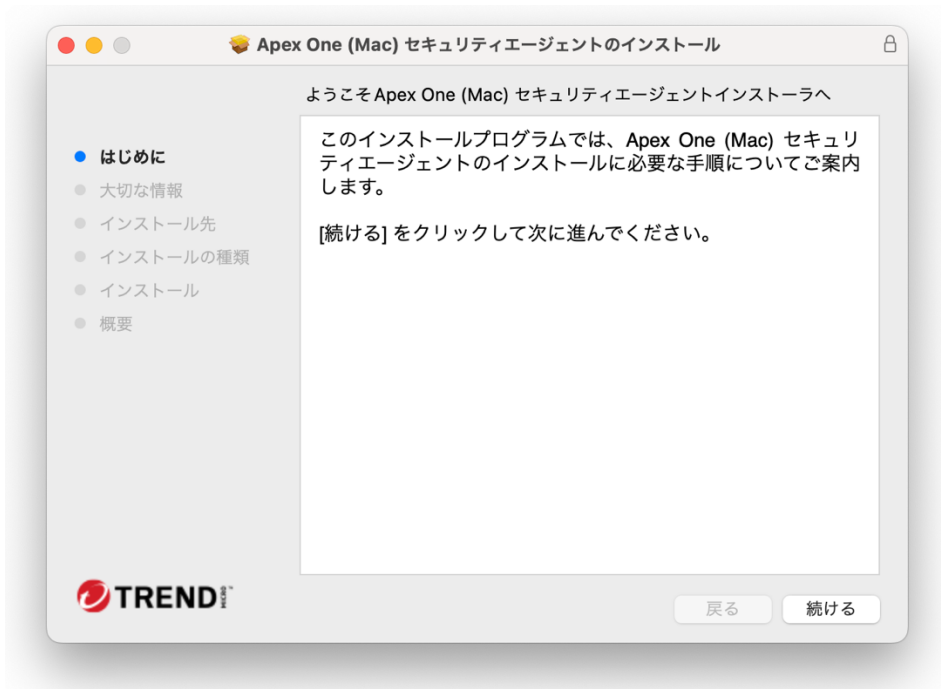 Apex One (Mac) セキュリティエージェントのインストール
ようこそApex One (Mac) セキュリティエージェントインストーラへ
はじめに
大切な情報
インストール先
インストールの種類
インストール
概要
このインストールプログラムでは、Apex One (Mac) セキュリ
ティエージェントのインストールに必要な手順についてご案内
します。
[続ける] をクリックして次に進んでください。
TREND MICRO™
戻る
続ける